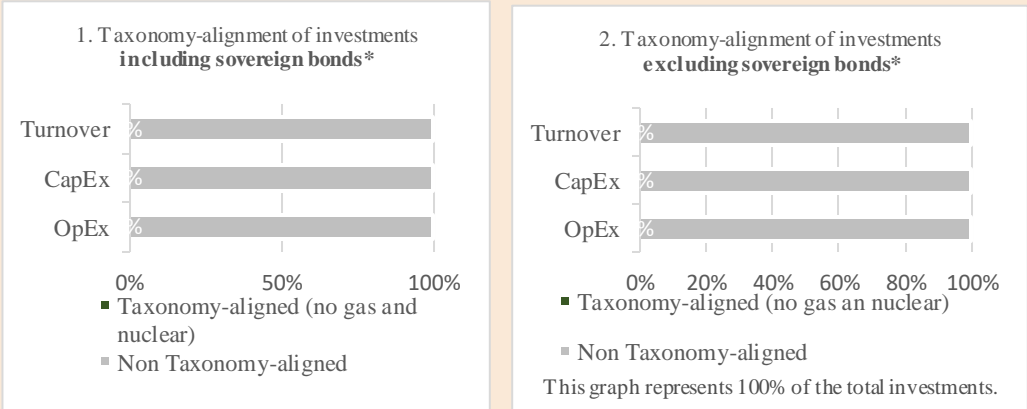 1. Taxonomy-alignment of investments
including sovereign bonds*
Turnover
%
CapEx
%
OpEx
%
0% 50% 100%
Taxonomy-aligned (no gas and
nuclear)
Non Taxonomy-aligned
2. Taxonomy-alignment of investments
excluding sovereign bonds*
Turnover
%
CapEx
%
OpEx
%
0% 20% 40% 60% 80% 100%
Taxonomy-aligned (no gas an nuclear)
Non Taxonomy-aligned
This graph represents 100% of the total investments.